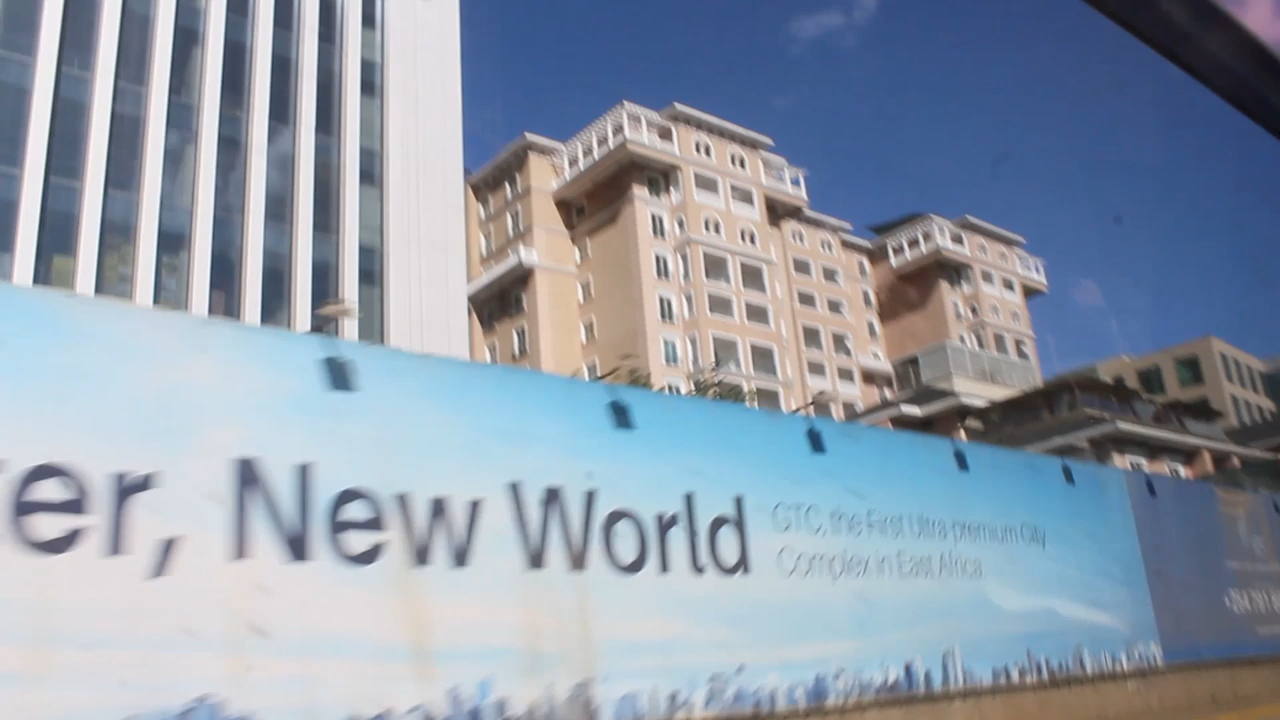 er, New World
GTC, the First Ultra-premium City
Complex in East Africa